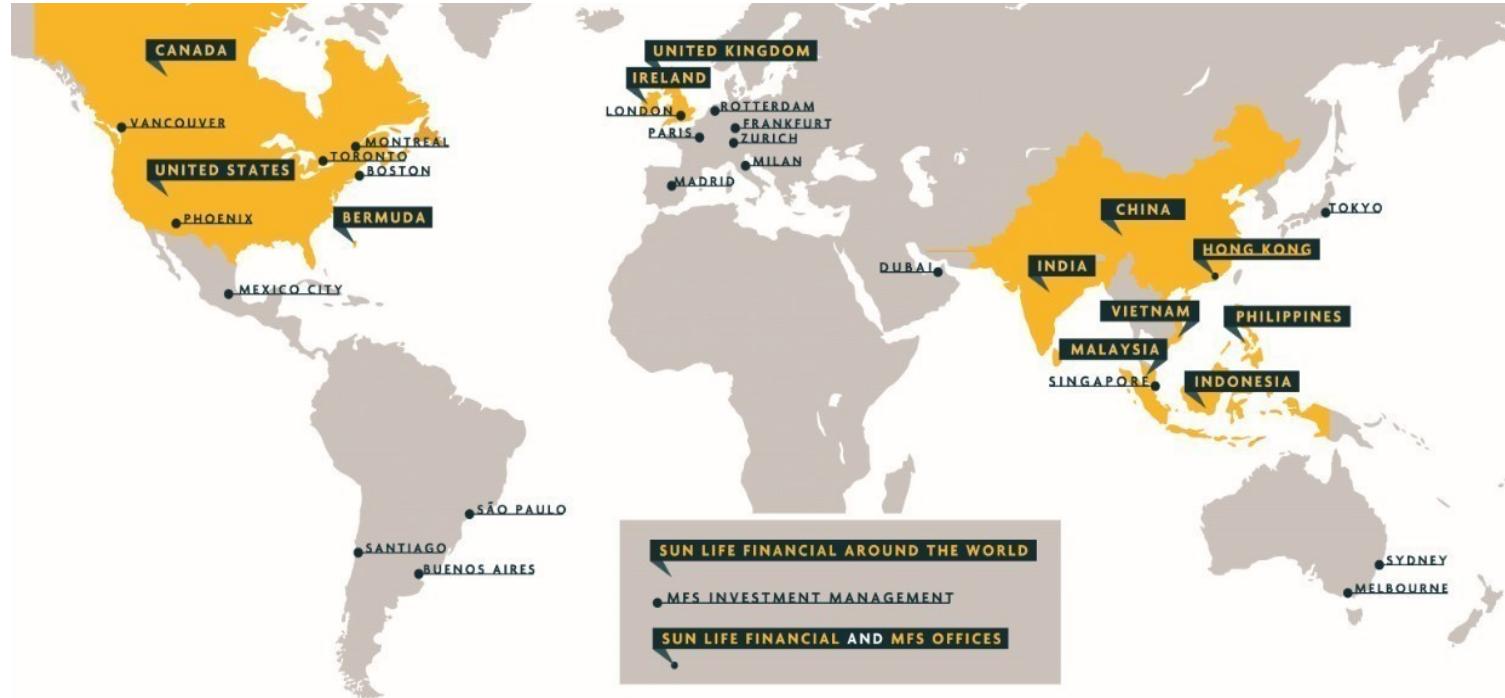 CANADA
VANCOUVER
MONTREAL
TORONTO
UNITED STATES
BOSTON
PHOENIX
BERMUDA
MEXICO CITY
SÃO PAULO
SANTIAGO
BUENOS AIRES
UNITED KINGDOM
IRELAND
LONDON
ROTTERDAM
FRANKFURT
PARIS
ZURICH
MILAN
MADRID
DUBAI
CHINA
TOKYO
HONG KONG
INDIA
VIETNAM
PHILIPPINES
MALAYSIA
SINGAPORE
INDONESIA
SYDNEY
MELBOURNE
SUN LIFE FINANCIAL AROUND THE WORLD
MFS INVESTMENT MANAGEMENT
SUN LIFE FINANCIAL AND MFS OFFICES